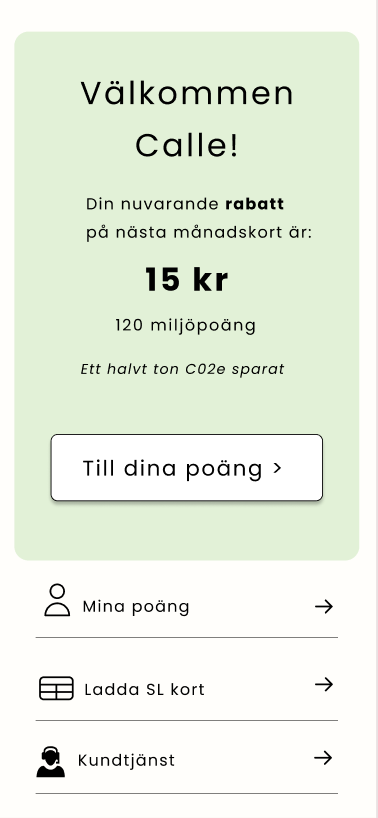 Välkommen
Calle!
Din nuvarande rabatt
på nästa månadskort är:
15 kr
120 miljöpoäng
Ett halvt ton C02e sparat
Till dina poäng >
Mina poäng
Ladda SL kort
Kundtjänst